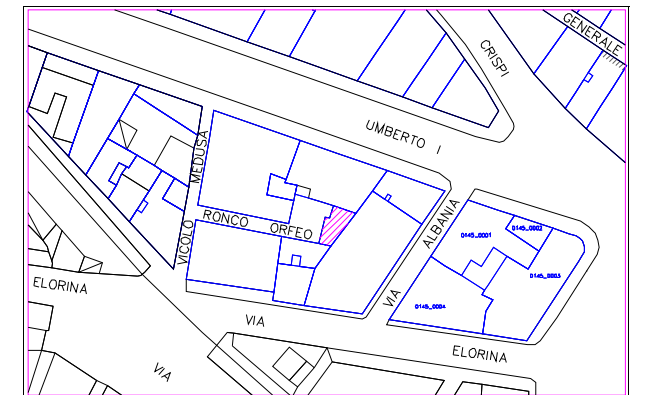 GENERALE
CRISPI
UMBERTO I
VICOLO MEDUSA
RONCO ORFEO
VIA ALBANIA
0145_0001
0145_0002
0145_0003
0145_0004
ELORINA
VIA
ELORINA
VIA